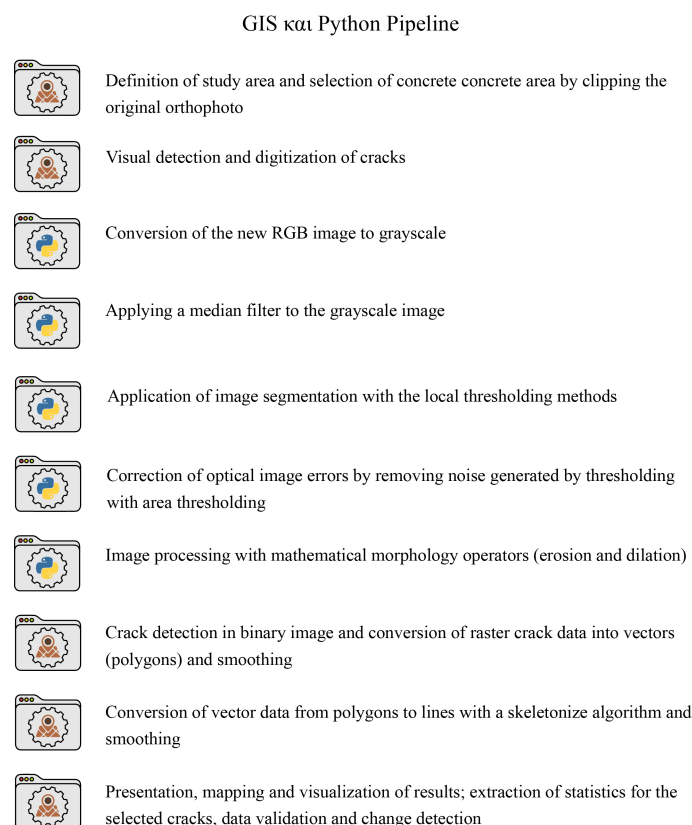 GIS και Python Pipeline
Definition of study area and selection of concrete concrete area by clipping the
original orthophoto
Visual detection and digitization of cracks
Conversion of the new RGB image to grayscale
Applying a median filter to the grayscale image
Application of image segmentation with the local thresholding methods
Correction of optical image errors by removing noise generated by thresholding
with area thresholding
Image processing with mathematical morphology operators (erosion and dilation)
Crack detection in binary image and conversion of raster crack data into vectors
(polygons) and smoothing
Conversion of vector data from polygons to lines with a skeletonize algorithm and
smoothing
Presentation, mapping and visualization of results; extraction of statistics for the
selected cracks, data validation and change detection